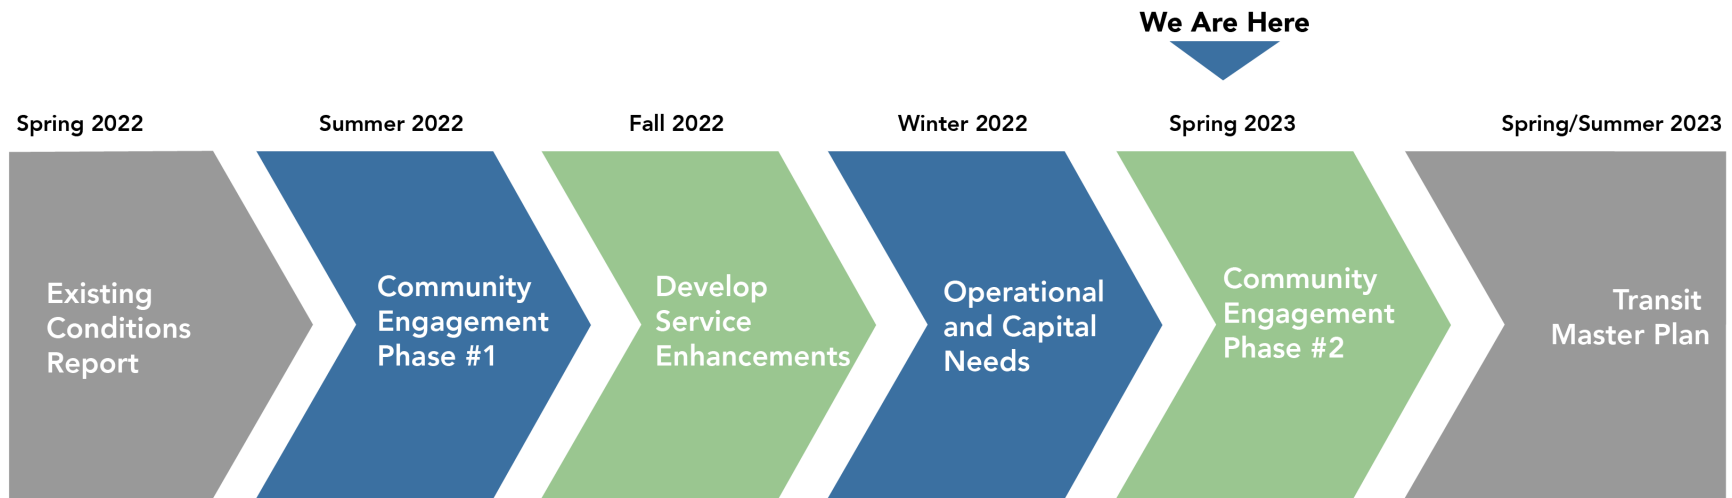 We Are Here
Spring 2022
Summer 2022
Fall 2022
Winter 2022
Spring 2023
Spring/Summer 2023
Existing
Conditions
Report
Community
Engagement
Phase #1
Develop
Service
Enhancements
Operational
and Capital
Needs
Community
Engagement
Phase #2
Transit
Master Plan